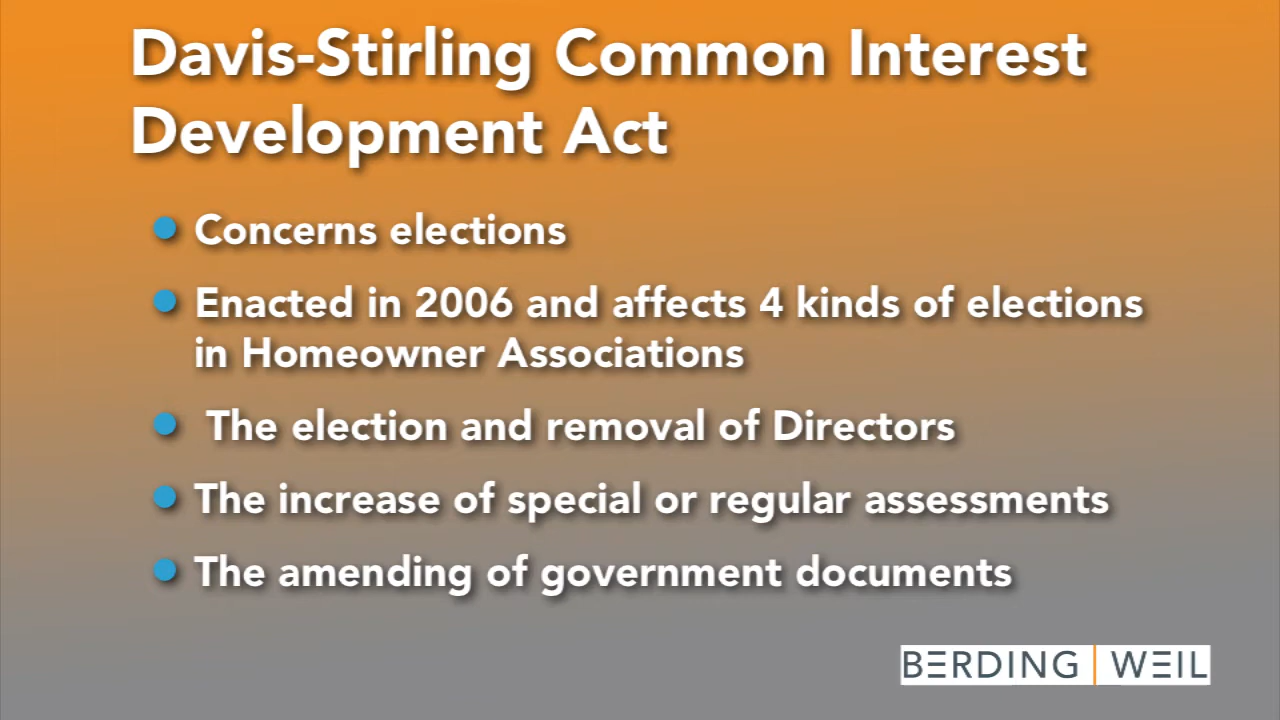 Davis-Stirling Common Interest
Development Act
Concerns elections
Enacted in 2006 and affects 4 kinds of elections
in Homeowner Associations
The election and removal of Directors
The increase of special or regular assessments
The amending of government documents
BERDING | WEIL